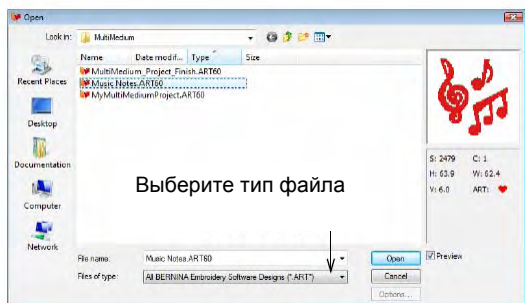 Open
Look in: MultiMedium
Name Date modif... Type Size
MultiMedium_Project_Finish.ART60
Music Notes.ART60
MyMultiMediumProject.ART60
Recent Places
Desktop
Documentation
Computer
Network
S: 2479 C: 1
H: 63.9 W: 62.4
V: 6.0 ART:
Выберите тип файла
File name: Music Notes.ART60 Open Preview
Files of type: All BERNINA Embroidery Software Designs (*.ART*) Cancel
Options...